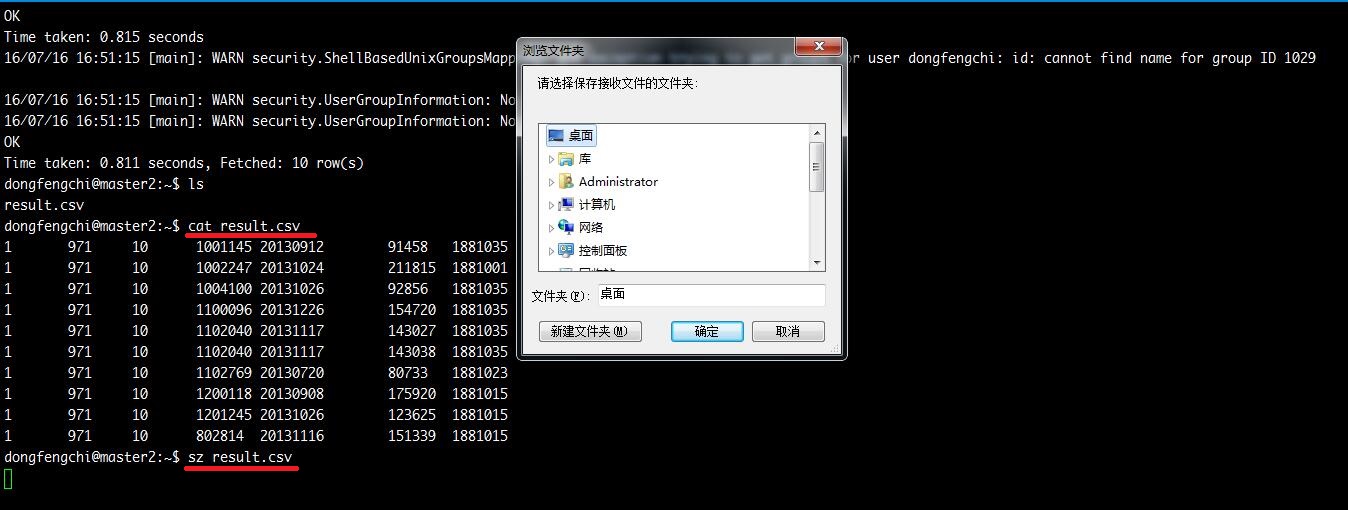 OK
Time taken: 0.815 seconds
16/07/16 16:51:15 [main]: WARN security.ShellBasedUnixGroupsMapp or user dongfengchi: id: cannot find name for group ID 1029
16/07/16 16:51:15 [main]: WARN security.UserGroupInformation: No
16/07/16 16:51:15 [main]: WARN security.UserGroupInformation: No
OK
Time taken: 0.811 seconds, Fetched: 10 row(s)
dongfengchi@master2:~$ ls
result.csv
dongfengchi@master2:~$ cat result.csv
1 971 10 1001145 20130912 91458 1881035
1 971 10 1002247 20131024 211815 1881001
1 971 10 1004100 20131026 92856 1881035
1 971 10 1100096 20131226 154720 1881035
1 971 10 1102040 20131117 143027 1881035
1 971 10 1102040 20131117 143038 1881035
1 971 10 1102769 20130720 80733 1881023
1 971 10 1200118 20130908 175920 1881015
1 971 10 1201245 20131026 123625 1881015
1 971 10 802814 20131116 151339 1881015
dongfengchi@master2:~$ sz result.csv
浏览文件夹
请选择保存接收文件的文件夹:
桌面
库
Administrator
计算机
网络
控制面板
文件夹(F): 桌面
新建文件夹(M) 确定 取消